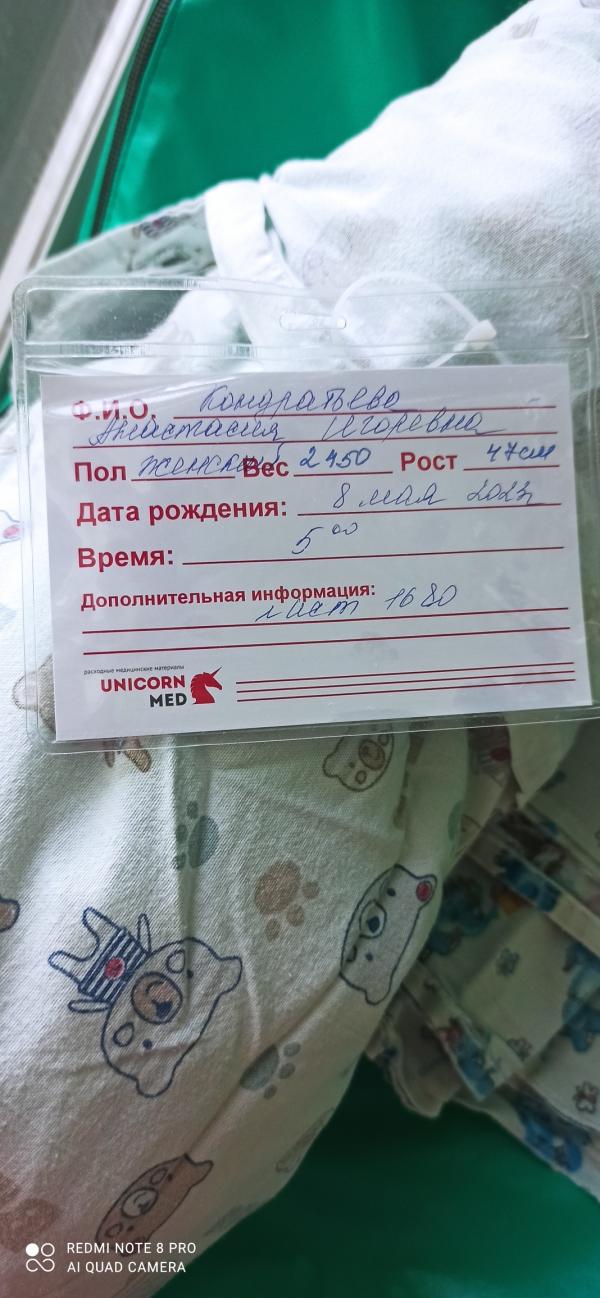 Ф.И.О. Кондратьева
Анастасия Игоревна
Пол женский Вес 2450 Рост 47см
Дата рождения: 8 мая 2023
Время: 5⁰⁰
Дополнительная информация:
лист 1680
расходные медицинские материалы
UNICORN
MED
REDMI NOTE 8 PRO
AI QUAD CAMERA